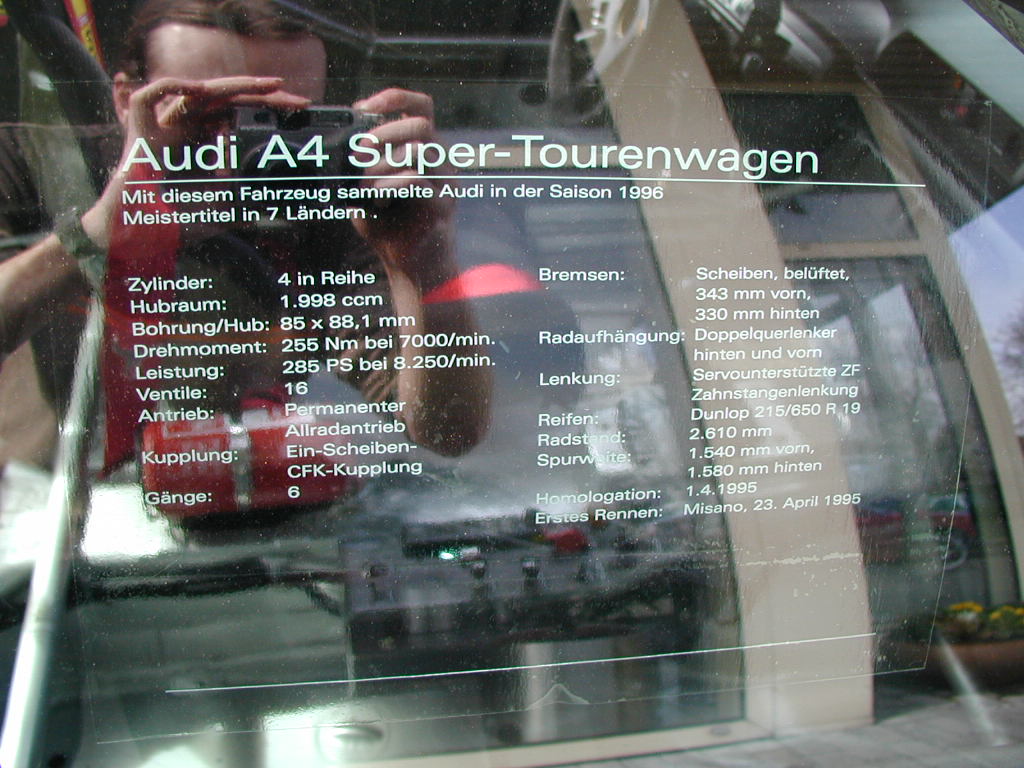 Audi A4 Super-Tourenwagen
Mit diesem Fahrzeug sammelte Audi in der Saison 1996
Meistertitel in 7 Ländern .
Zylinder: 4 in Reihe
Hubraum: 1.998 ccm
Bohrung/Hub: 85 x 88,1 mm
Drehmoment: 255 Nm bei 7000/min.
Leistung: 285 PS bei 8.250/min.
Ventile: 16
Antrieb: Permanenter
Allradantrieb
Kupplung: Ein-Scheiben-
CFK-Kupplung
Gänge: 6
Bremsen: Scheiben, belüftet,
343 mm vorn,
330 mm hinten
Radaufhängung: Doppelquerlenker
hinten und vorn
Lenkung: Servounterstützte ZF
Zahnstangenlenkung
Reifen: Dunlop 215/650 R 19
Radstand: 2.610 mm
Spurweite: 1.540 mm vorn,
1.580 mm hinten
Homologation: 1.4.1995
Erstes Rennen: Misano, 23. April 1995